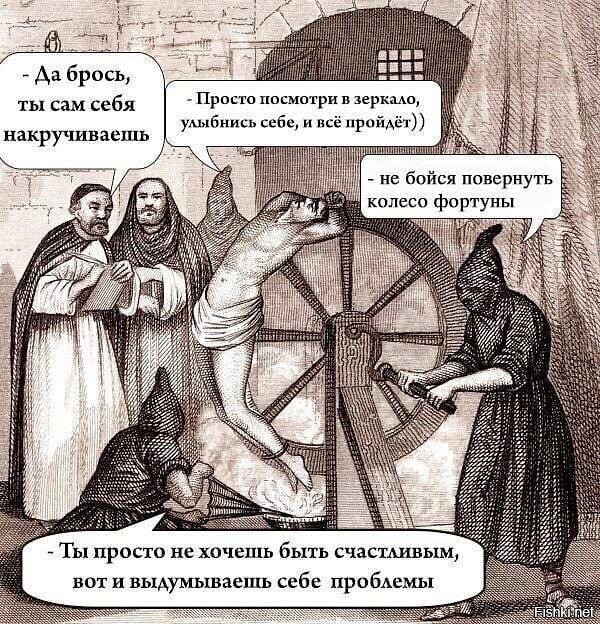 - Да брось,
ты сам себя
накручиваешь
- Просто посмотри в зеркало,
улыбнись себе, и всё пройдёт))
- не бойся повернуть
колесо фортуны
- Ты просто не хочешь быть счастливым,
вот и выдумываешь себе проблемы
Fishki.net